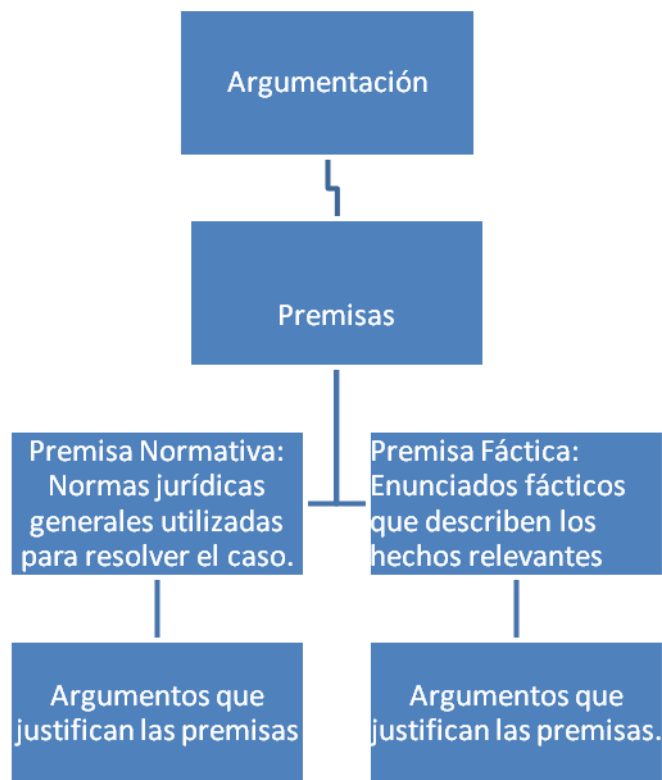 Argumentación
Premisas
Premisa Normativa:
Normas jurídicas
generales utilizadas
para resolver el caso.
Premisa Fáctica:
Enunciados fácticos
que describen los
hechos relevantes
Argumentos que
justifican las premisas
Argumentos que
justifican las premisas.